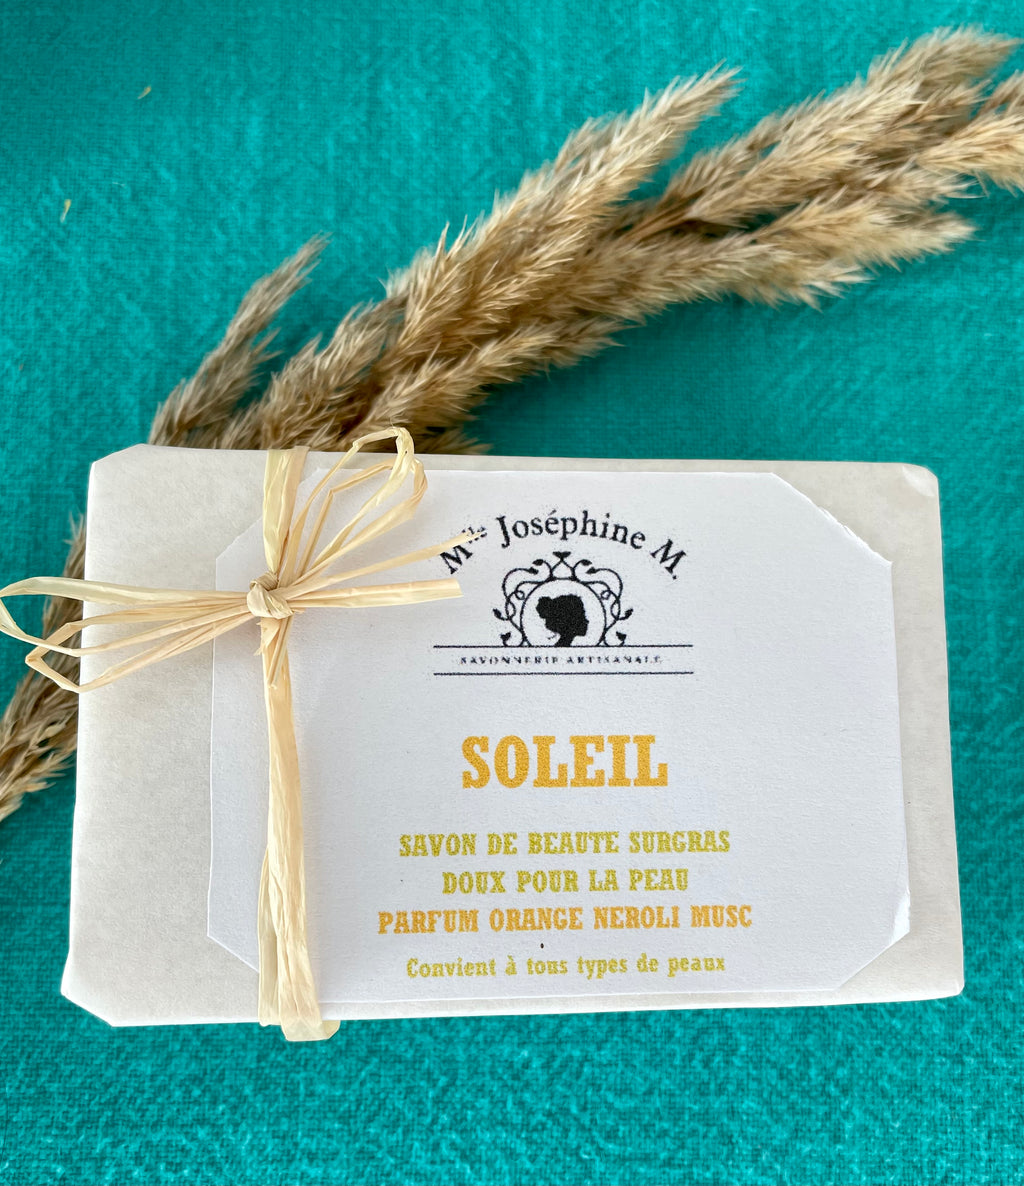 Mlle Joséphine M.
SAVONNERIE ARTISANALE
SOLEIL
SAVON DE BEAUTE SURGRAS
DOUX POUR LA PEAU
PARFUM ORANGE NEROLI MUSC
Convient à tous types de peaux